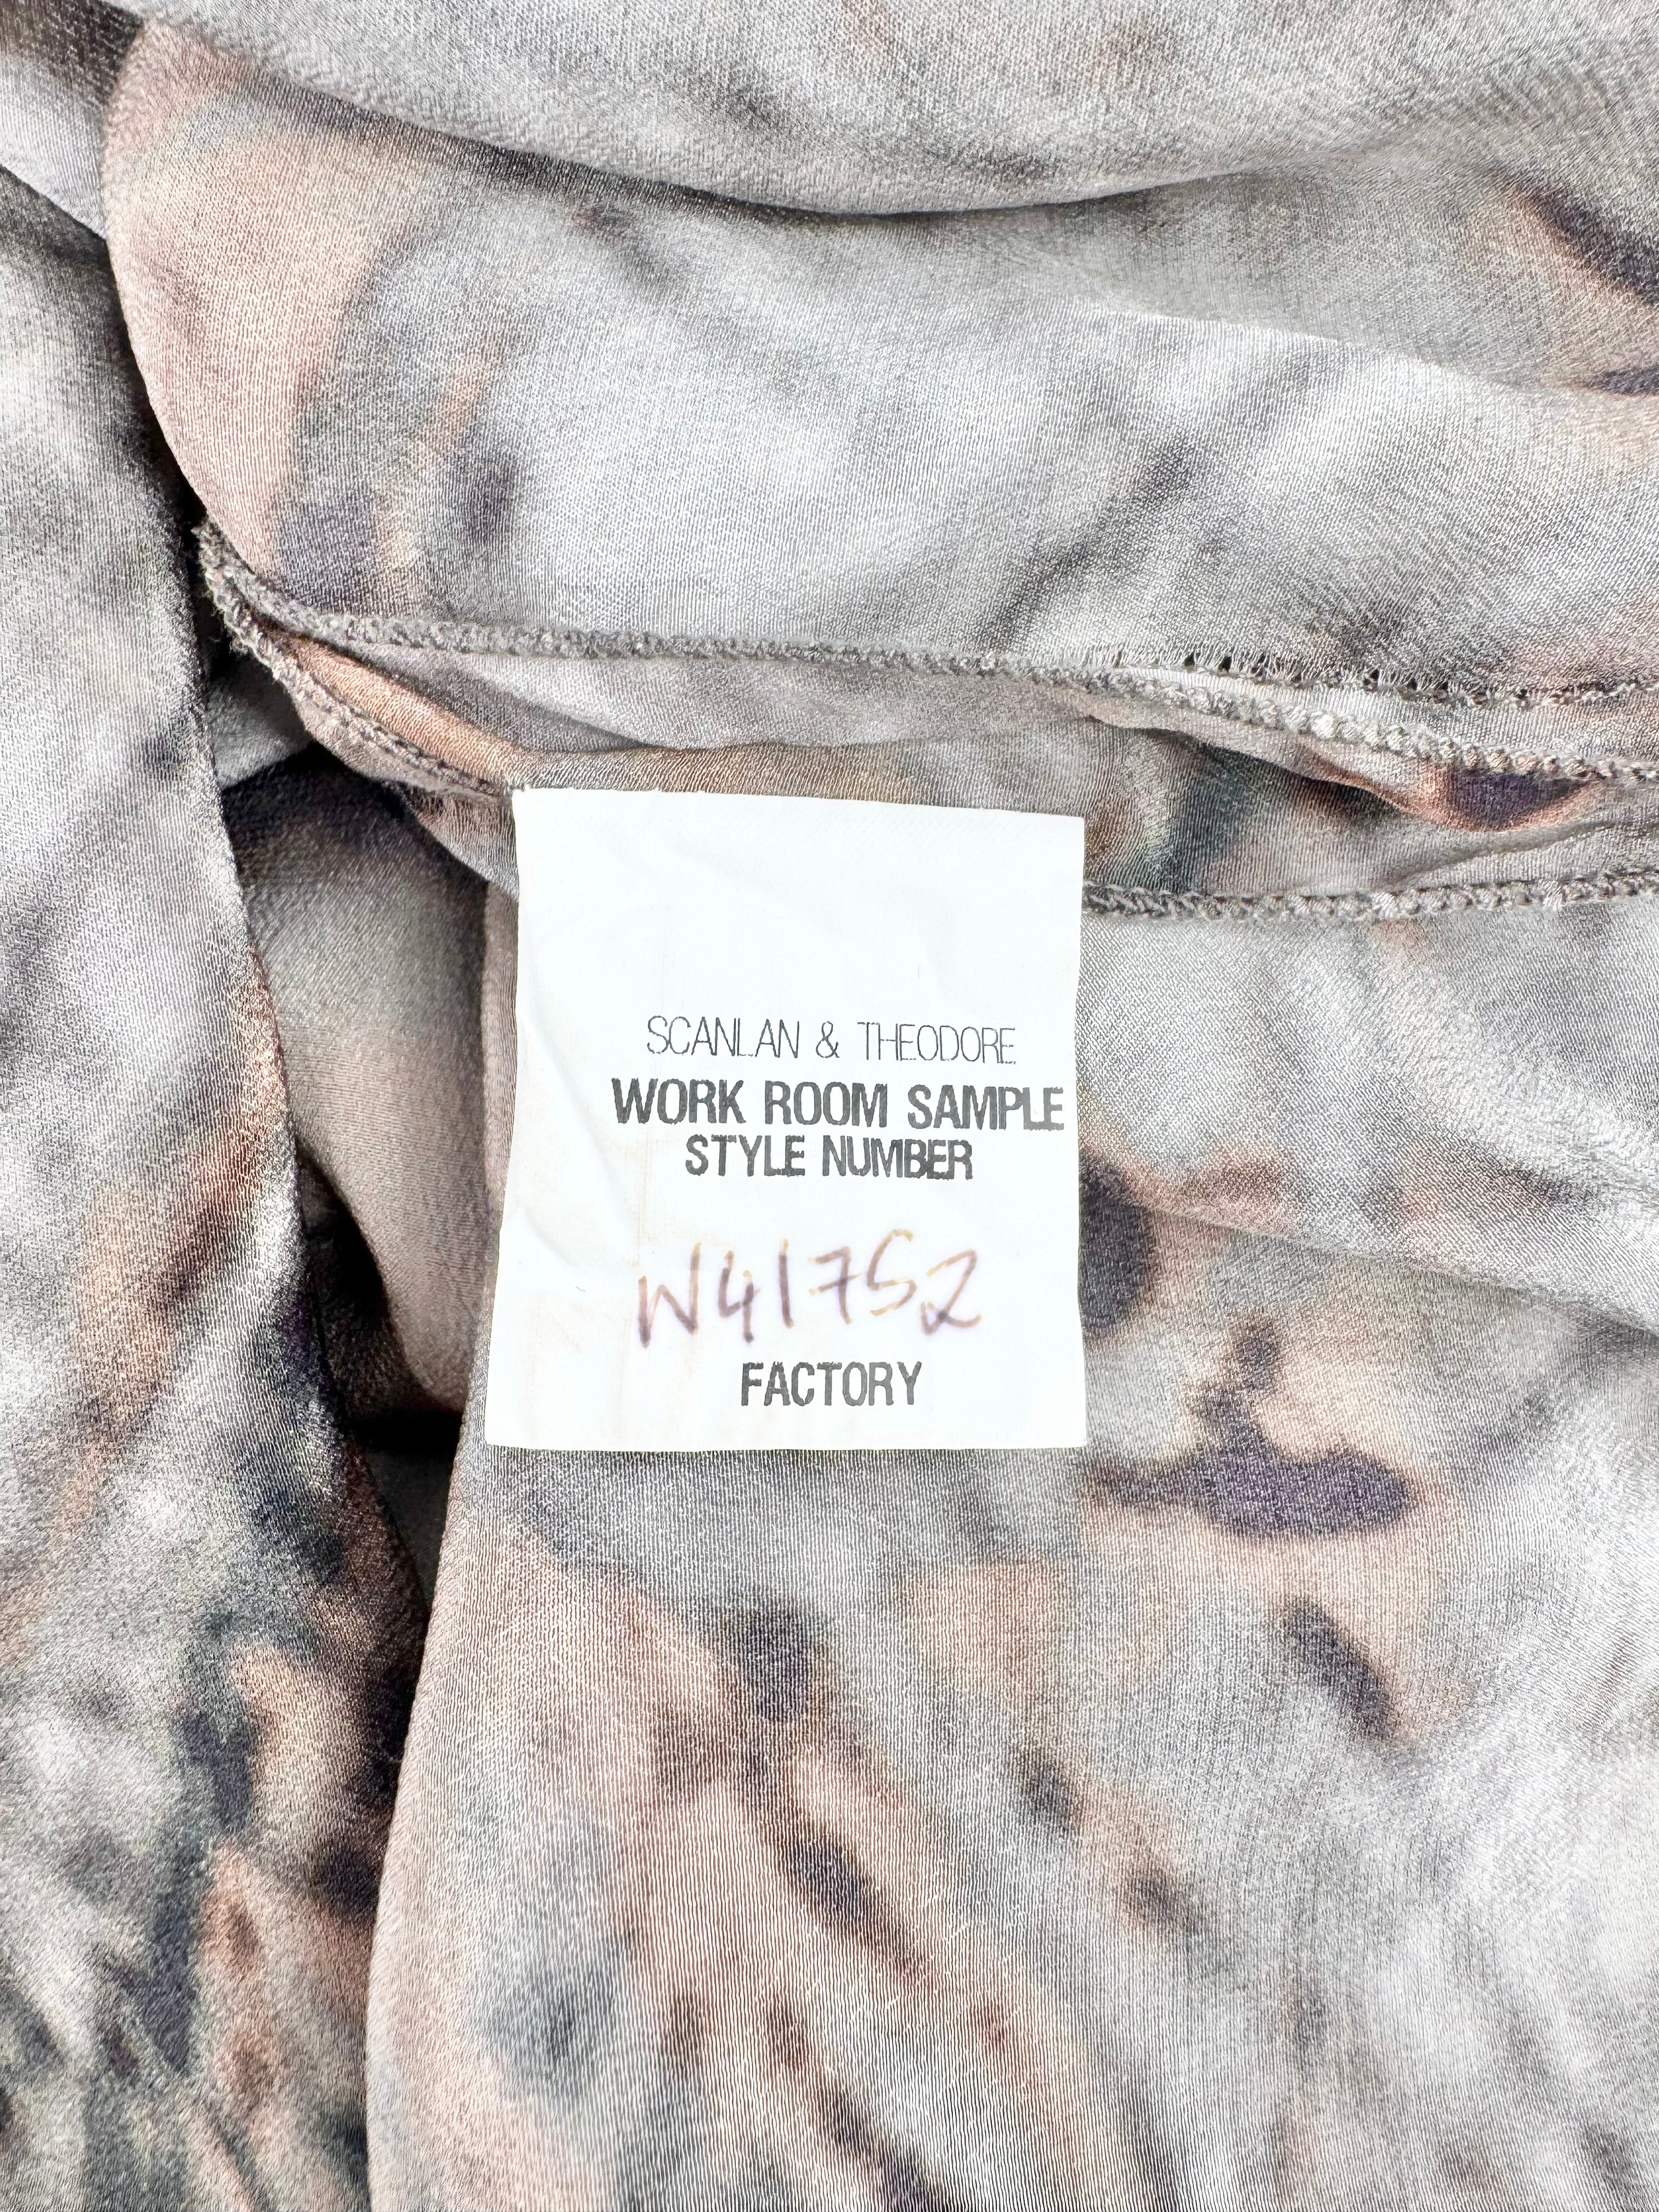 SCANLAN & THEODORE
WORK ROOM SAMPLE
STYLE NUMBER
W41752
FACTORY